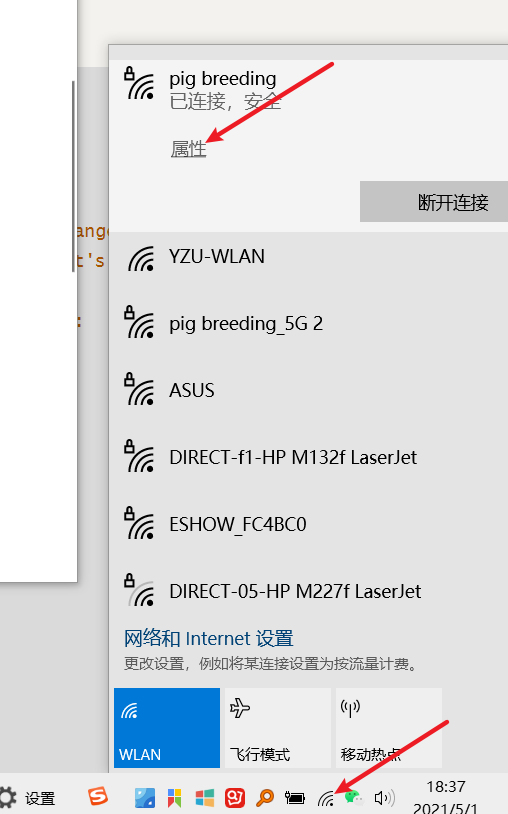 pig breeding
已连接，安全
属性
断开连接
ange
t's
:
YZU-WLAN
pig breeding_5G 2
ASUS
DIRECT-f1-HP M132f LaserJet
ESHOW_FC4BC0
DIRECT-05-HP M227f LaserJet
网络和 Internet 设置
更改设置，例如将某连接设置为按流量计费。
WLAN
飞行模式
移动热点
设置
18:37
2021/5/1